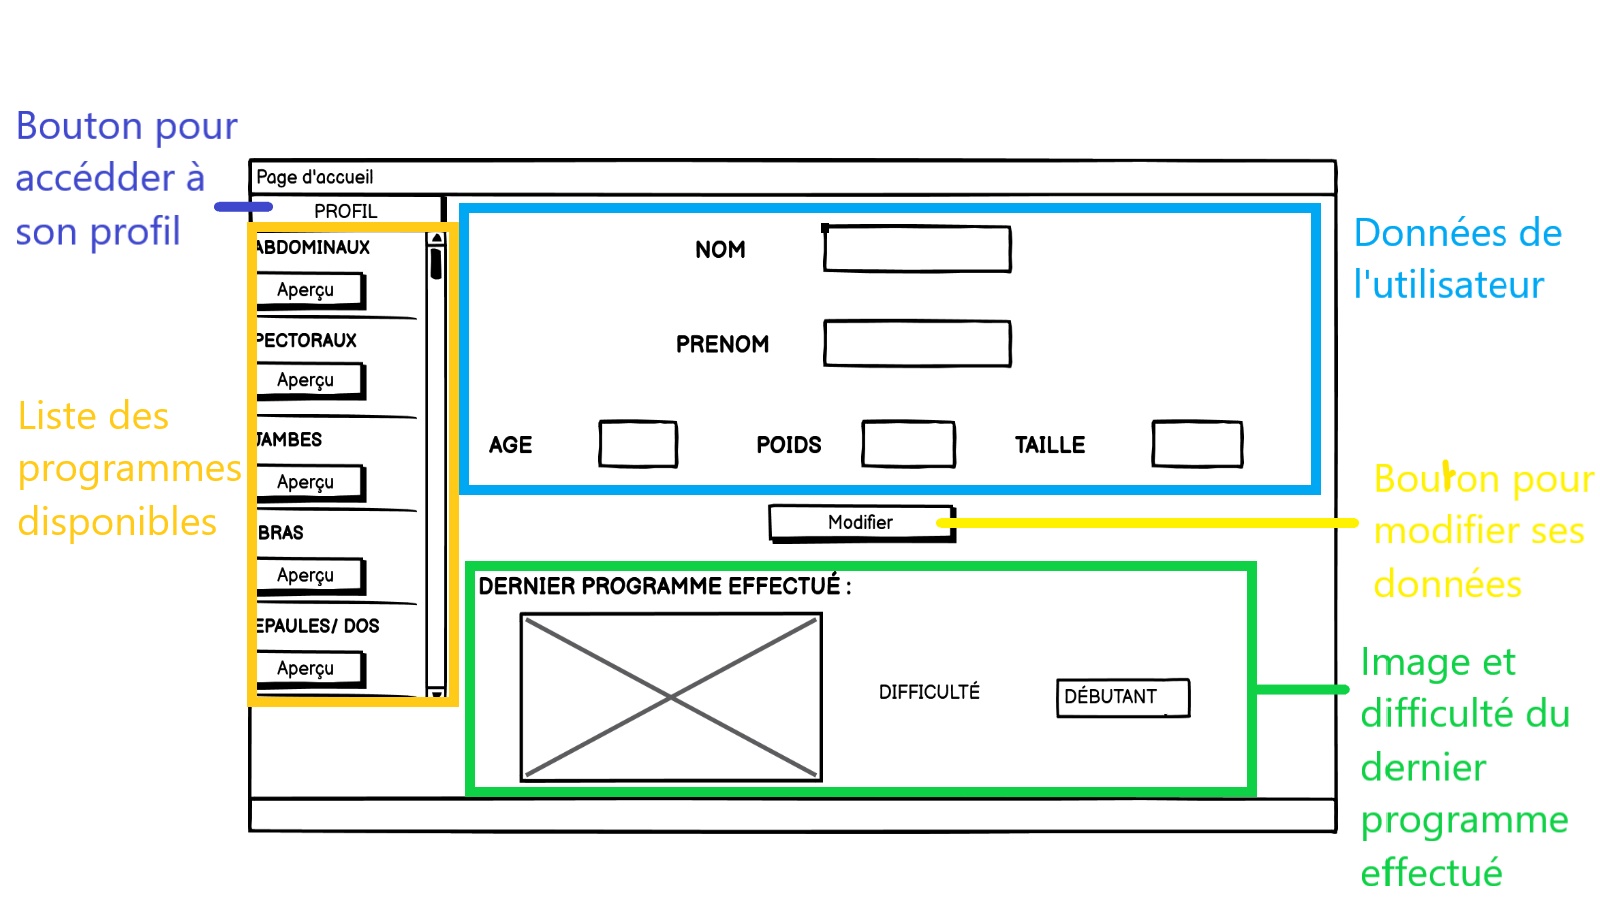 Bouton pour
accédder à
son profil
Liste des
programmes
disponibles
Page d'accueil
PROFIL
ABDOMINAUX
Aperçu
PECTORAUX
Aperçu
JAMBES
Aperçu
BRAS
Aperçu
EPAULES/ DOS
Aperçu
NOM
PRENOM
AGE POIDS TAILLE
Modifier
DERNIER PROGRAMME EFFECTUÉ :
DIFFICULTÉ DÉBUTANT
Données de
l'utilisateur
Bouton pour
modifier ses
données
Image et
difficulté du
dernier
programme
effectué